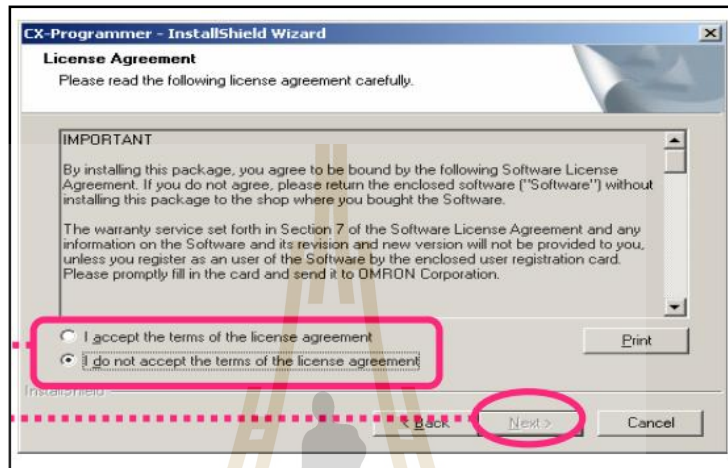 CX-Programmer - InstallShield Wizard
License Agreement
Please read the following license agreement carefully.
IMPORTANT
By installing this package, you agree to be bound by the following Software License
Agreement. If you do not agree, please return the enclosed software ("Software") without
installing this package to the shop where you bought the Software.
The warranty service set forth in Section 7 of the Software License Agreement and any
information on the Software and its revision and new version will not be provided to you,
unless you register as an user of the Software by the enclosed user registration card.
Please promptly fill in the card and send it to OMRON Corporation.
I accept the terms of the license agreement
Print
I do not accept the terms of the license agreement
InstallShield
< Back
Next >
Cancel